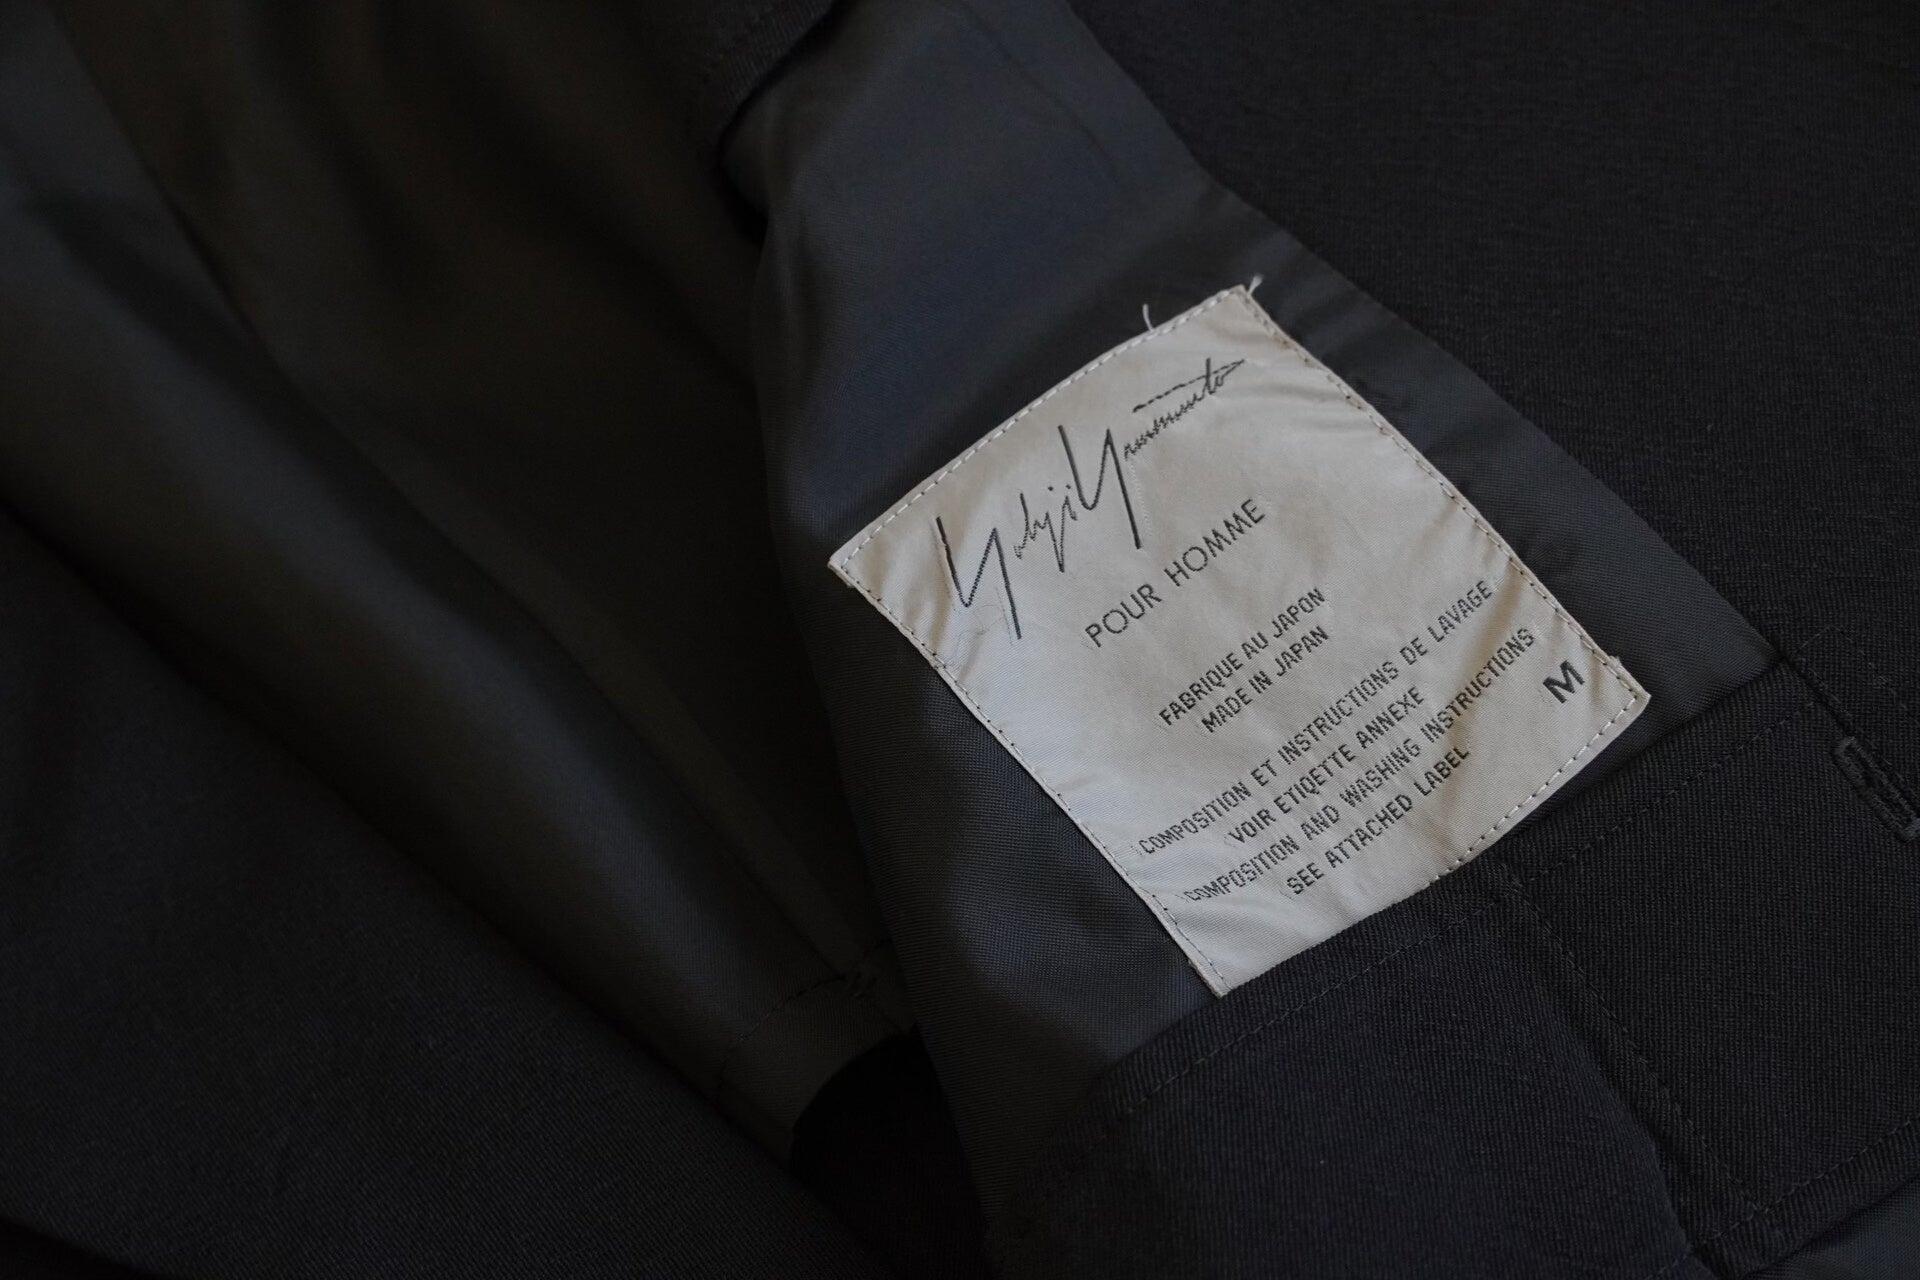 Yohji Yamamoto
POUR HOMME
FABRIQUE AU JAPON
MADE IN JAPAN
COMPOSITION ET INSTRUCTIONS DE LAVAGE
VOIR ETIQETTE ANNEXE
COMPOSITION AND WASHING INSTRUCTIONS
SEE ATTACHED LABEL
M